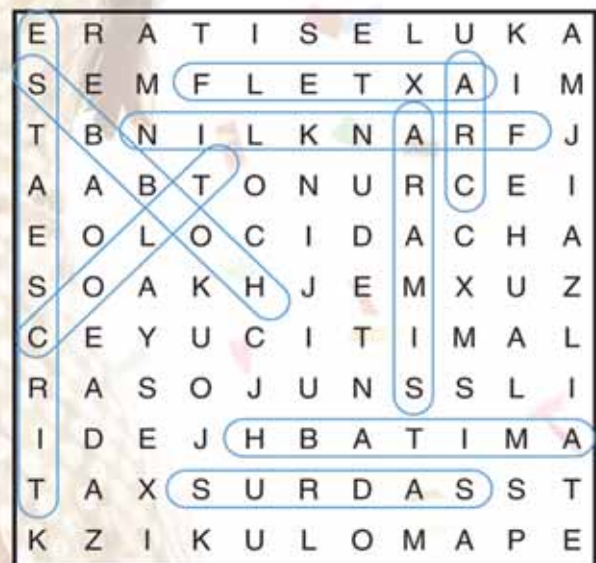 E R A T I S E L U K A
S E M F L E T X A I M
T B N I L K N A R F J
A A B T O N U R C E I
E O L O C I D A C H A
S O A K H J E M X U Z
C E Y U C I T I M A L
R A S O J U N S S L I
I D E J H B A T I M A
T A X S U R D A S S T
K Z I K U L O M A P E